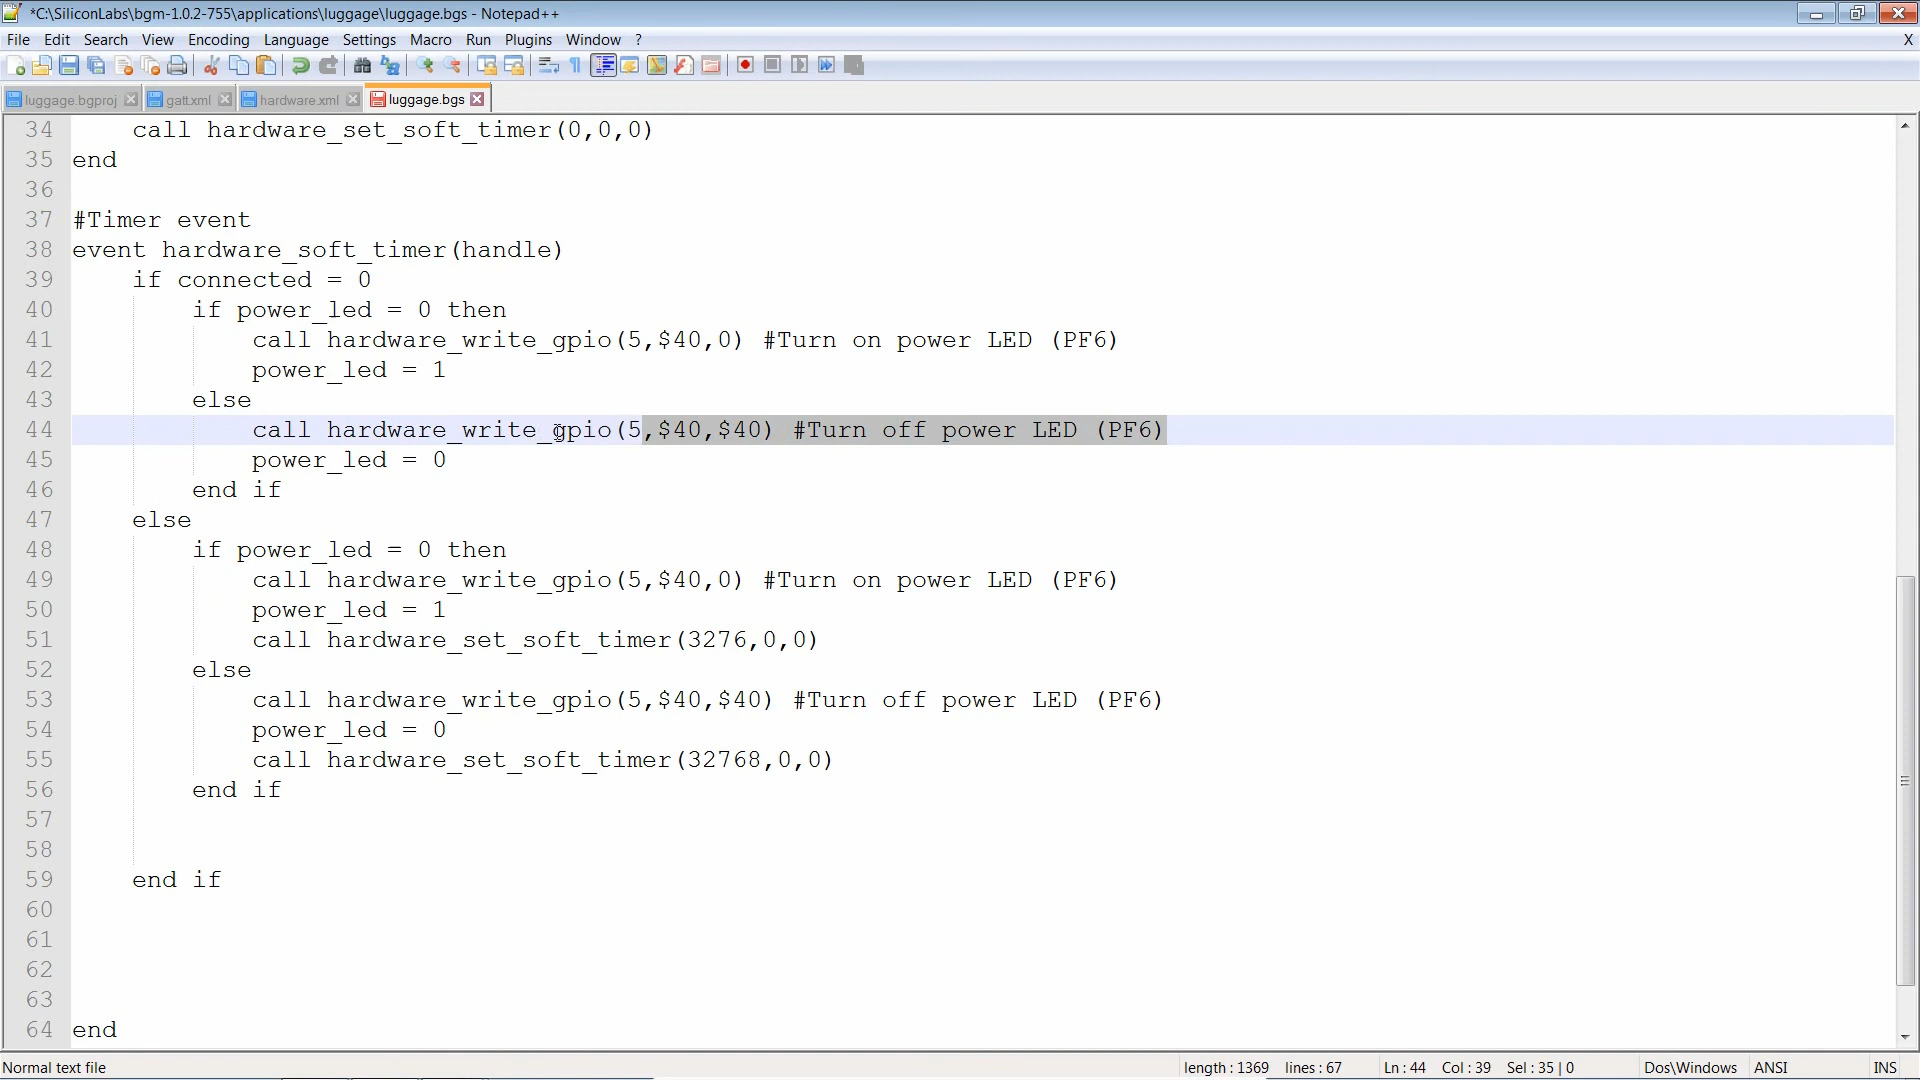 *C:\SiliconLabs\bgm-1.0.2-755\applications\luggage\luggage.bgs - Notepad++
File Edit Search View Encoding Language Settings Macro Run Plugins Window ? X
luggage.bgproj gatt.xml hardware.xml luggage.bgs
34 call hardware_set_soft_timer(0,0,0)
35 end
36
37 #Timer event
38 event hardware_soft_timer(handle)
39 if connected = 0
40 if power_led = 0 then
41 call hardware_write_gpio(5,$40,0) #Turn on power LED (PF6)
42 power_led = 1
43 else
44 call hardware_write_gpio(5,$40,$40) #Turn off power LED (PF6)
45 power_led = 0
46 end if
47 else
48 if power_led = 0 then
49 call hardware_write_gpio(5,$40,0) #Turn on power LED (PF6)
50 power_led = 1
51 call hardware_set_soft_timer(3276,0,0)
52 else
53 call hardware_write_gpio(5,$40,$40) #Turn off power LED (PF6)
54 power_led = 0
55 call hardware_set_soft_timer(32768,0,0)
56 end if
57
58
59 end if
60
61
62
63
64 end
Normal text file length : 1369 lines : 67 Ln : 44 Col : 39 Sel : 35 | 0 Dos\Windows ANSI INS